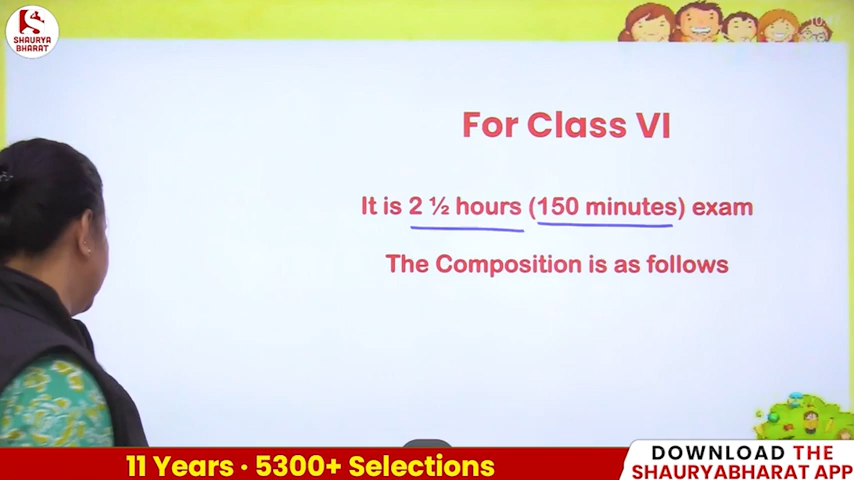 SHAURYA
BHARAT
For Class VI
It is 2 ½ hours (150 minutes) exam
The Composition is as follows
11 Years · 5300+ Selections
DOWNLOAD THE
SHAURYABHARAT APP